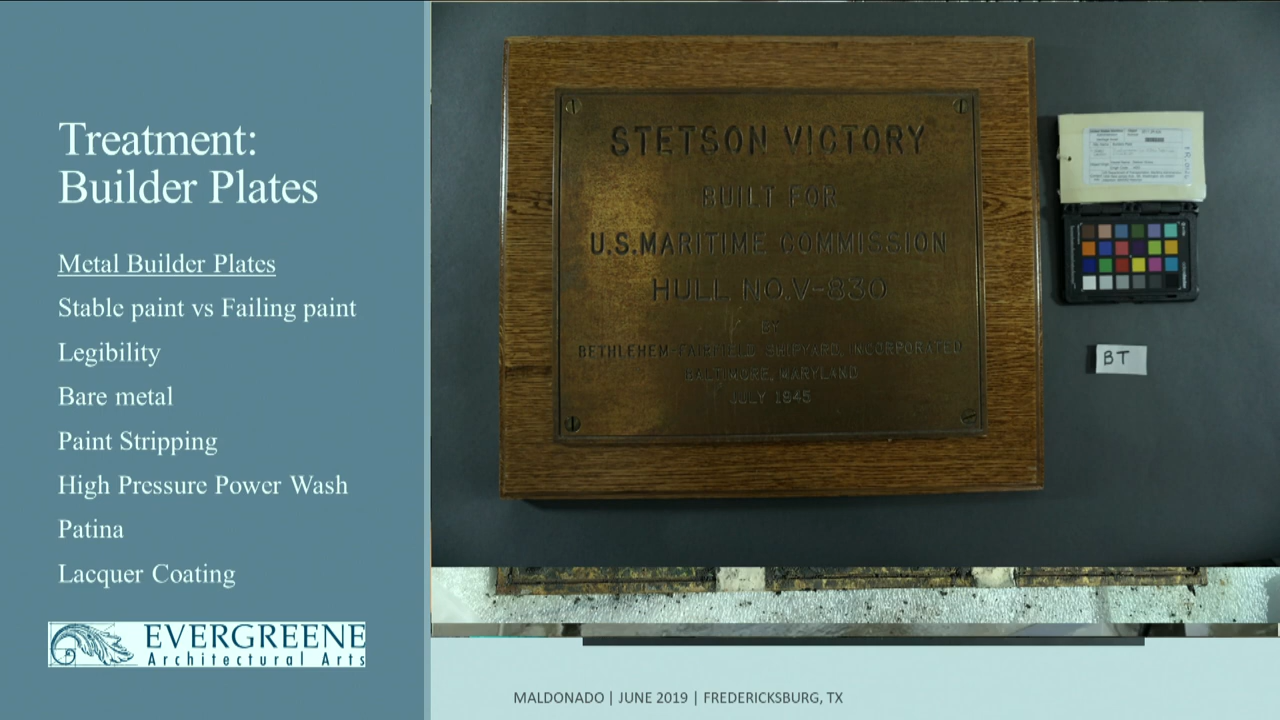 Treatment:
Builder Plates
Metal Builder Plates
Stable paint vs Failing paint
Legibility
Bare metal
Paint Stripping
High Pressure Power Wash
Patina
Lacquer Coating
EVERGREENE
Architectural Arts
STETSON VICTORY
BUILT FOR
U.S. MARITIME COMMISSION
HULL NO. V-830
BY
BETHLEHEM-FAIRFIELD SHIPYARD, INCORPORATED
BALTIMORE, MARYLAND
JULY 1945
BT
MALDONADO | JUNE 2019 | FREDERICKSBURG, TX